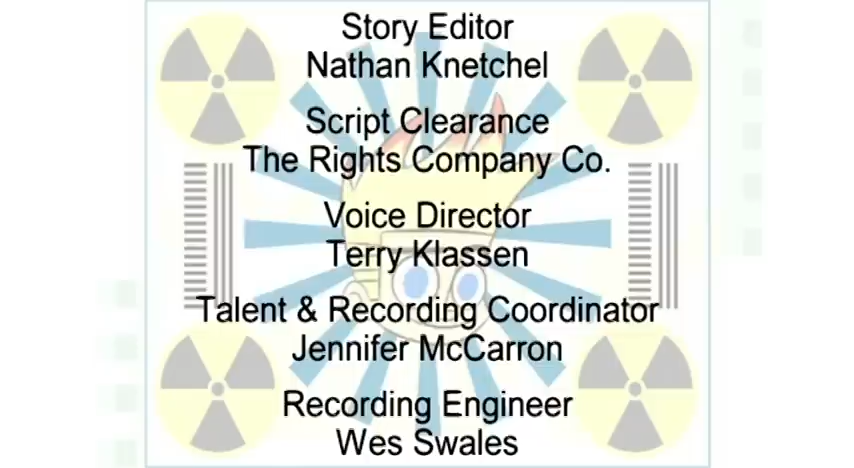 Story Editor
Nathan Knetchel
Script Clearance
The Rights Company Co.
Voice Director
Terry Klassen
Talent & Recording Coordinator
Jennifer McCarron
Recording Engineer
Wes Swales